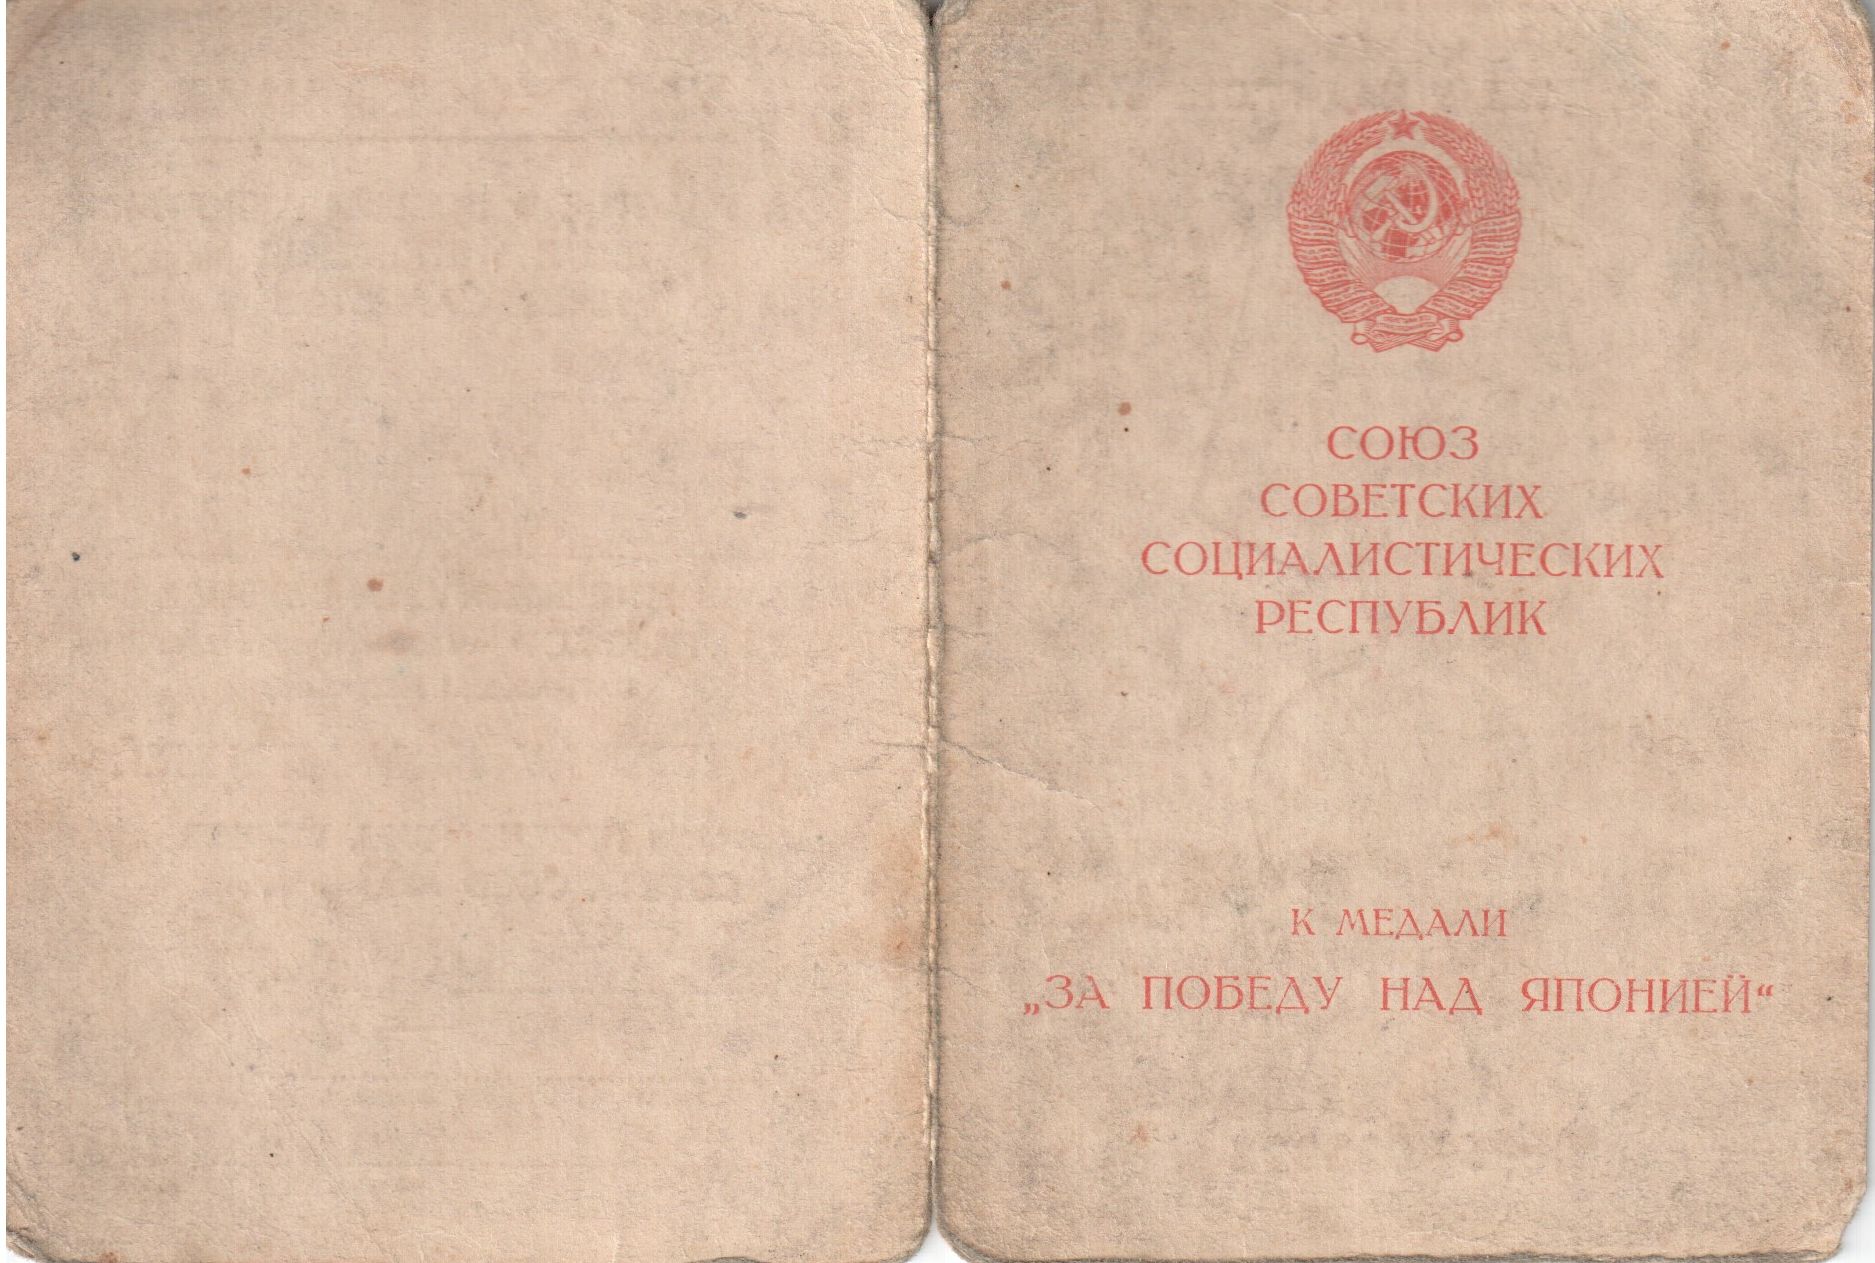 СОЮЗ
СОВЕТСКИХ
СОЦИАЛИСТИЧЕСКИХ
РЕСПУБЛИК
К МЕДАЛИ
„ЗА ПОБЕДУ НАД ЯПОНИЕЙ“